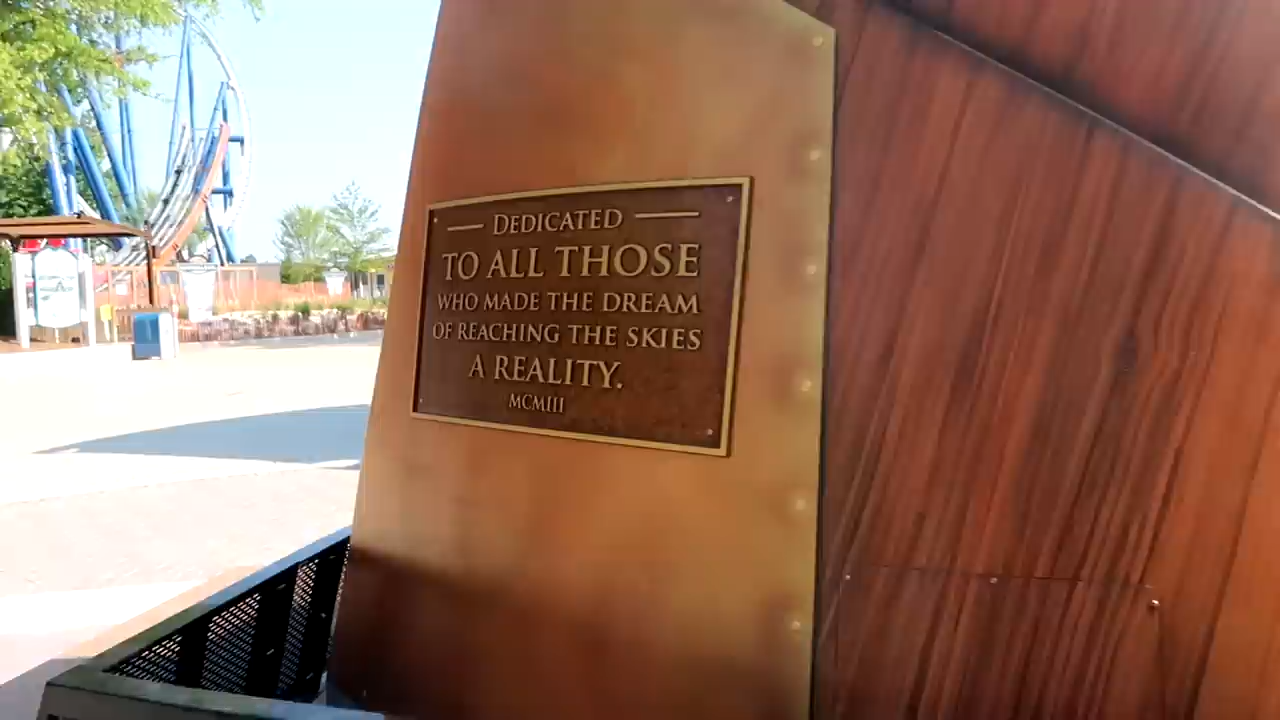 DEDICATED
TO ALL THOSE
WHO MADE THE DREAM
OF REACHING THE SKIES
A REALITY.
MCMIII